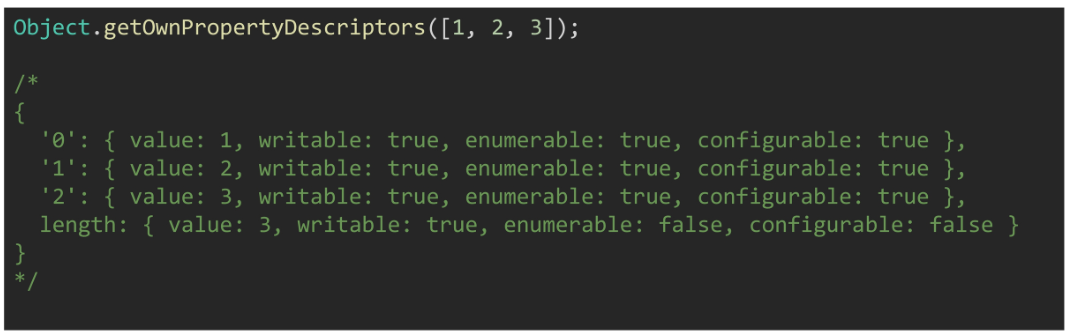 Object.getOwnPropertyDescriptors([1, 2, 3]);
/*
{
  '0': { value: 1, writable: true, enumerable: true, configurable: true },
  '1': { value: 2, writable: true, enumerable: true, configurable: true },
  '2': { value: 3, writable: true, enumerable: true, configurable: true },
  length: { value: 3, writable: true, enumerable: false, configurable: false }
}
*/